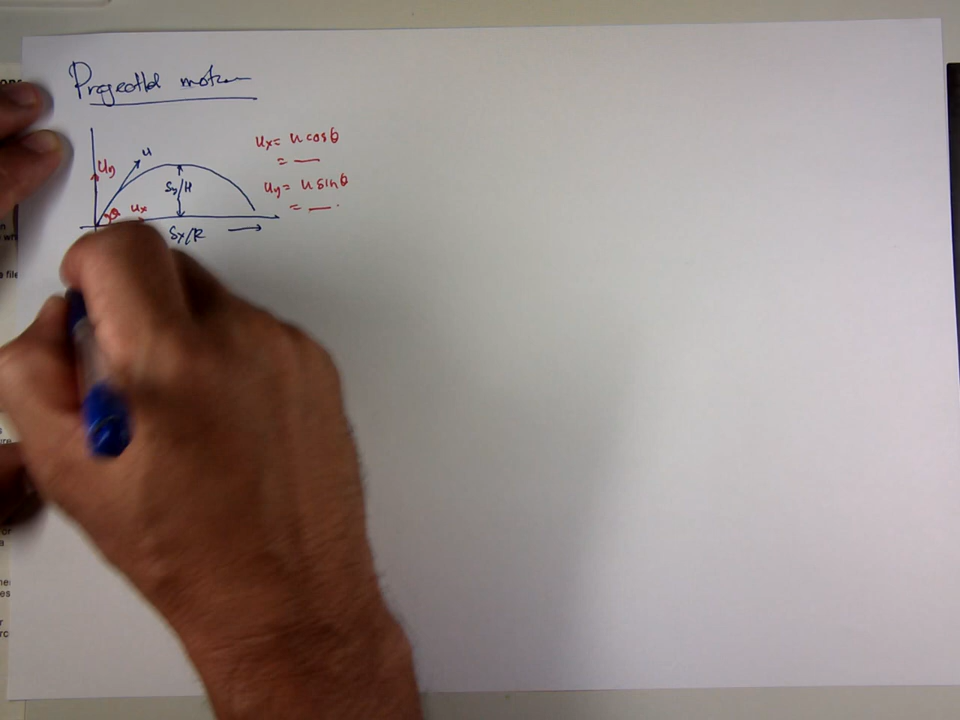 Projectile motion
u
uy
ux = u cos θ
= —
Sy/H
uy = u sin θ
= — .
θ ux
Sx/R